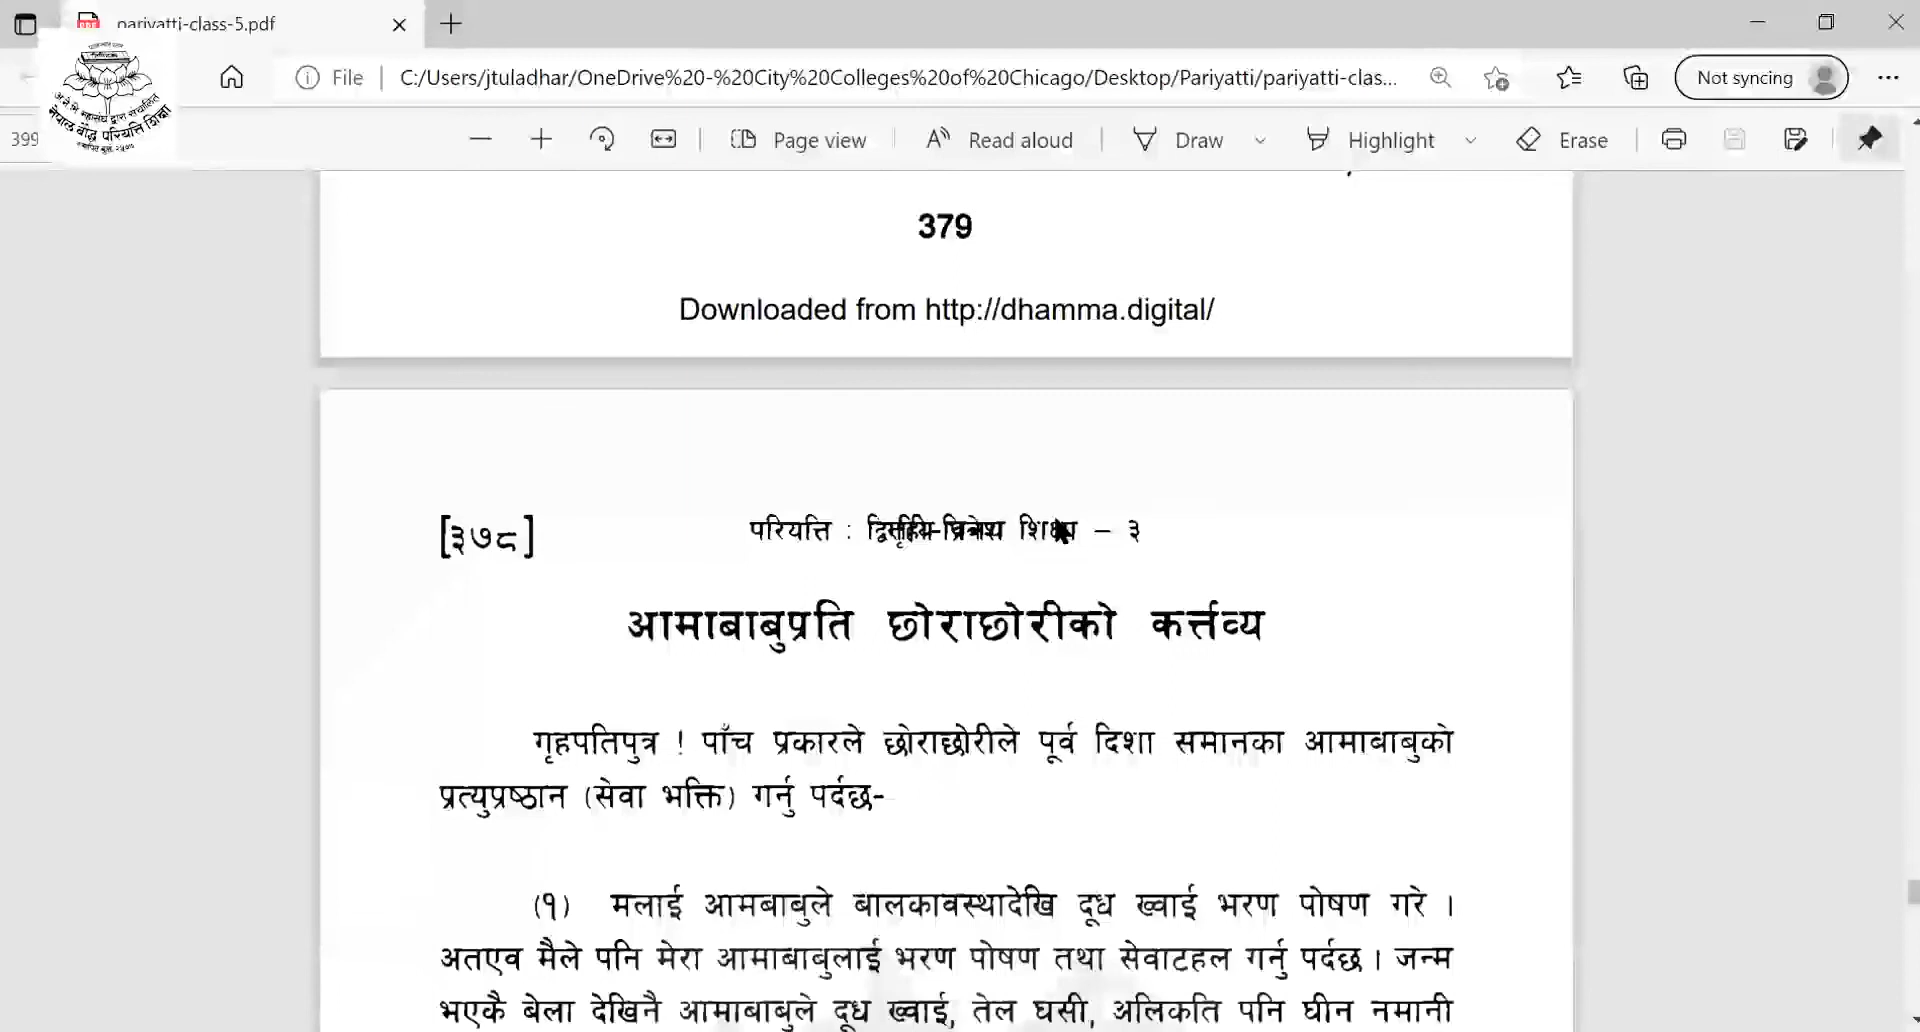 pariyatti-class-5.pdf
File
C:/Users/jtuladhar/OneDrive%20-%20City%20Colleges%20of%20Chicago/Desktop/Pariyatti/pariyatti-clas...
Not syncing
नेपाल बौद्ध परियत्ति शिक्षा
399
Page view
Read aloud
Draw
Highlight
Erase
379
Downloaded from http://dhamma.digital/
[३७८]
परियत्ति : शिक्षा – ३
आमाबाबुप्रति छोराछोरीको कर्त्तव्य
गृहपतिपुत्र ! पाँच प्रकारले छोराछोरीले पूर्व दिशा समानका आमाबाबुको
प्रत्युप्रष्ठान (सेवा भक्ति) गर्नु पर्दछ-
(१) मलाई आमबाबुले बालकावस्थादेखि दूध ख्वाई भरण पोषण गरे ।
अतएव मैले पनि मेरा आमाबाबुलाई भरण पोषण तथा सेवाटहल गर्नु पर्दछ । जन्म
भएकै बेला देखिनै आमाबाबुले दूध ख्वाई, तेल घसी, अलिकति पनि घीन नमानी